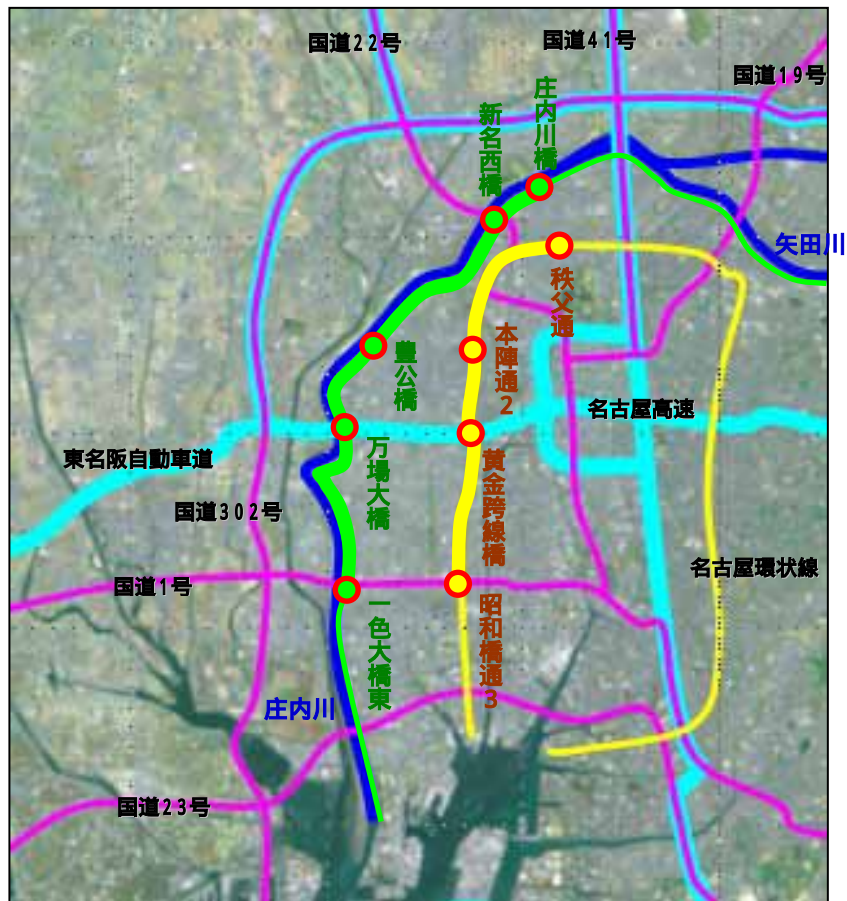 国道22号
国道41号
国道19号
庄内川橋
新名西橋
矢田川
秩父通
本陣通2
豊公橋
名古屋高速
東名阪自動車道
万場大橋
黄金跨線橋
国道302号
名古屋環状線
国道1号
一色大橋東
昭和橋通3
庄内川
国道23号